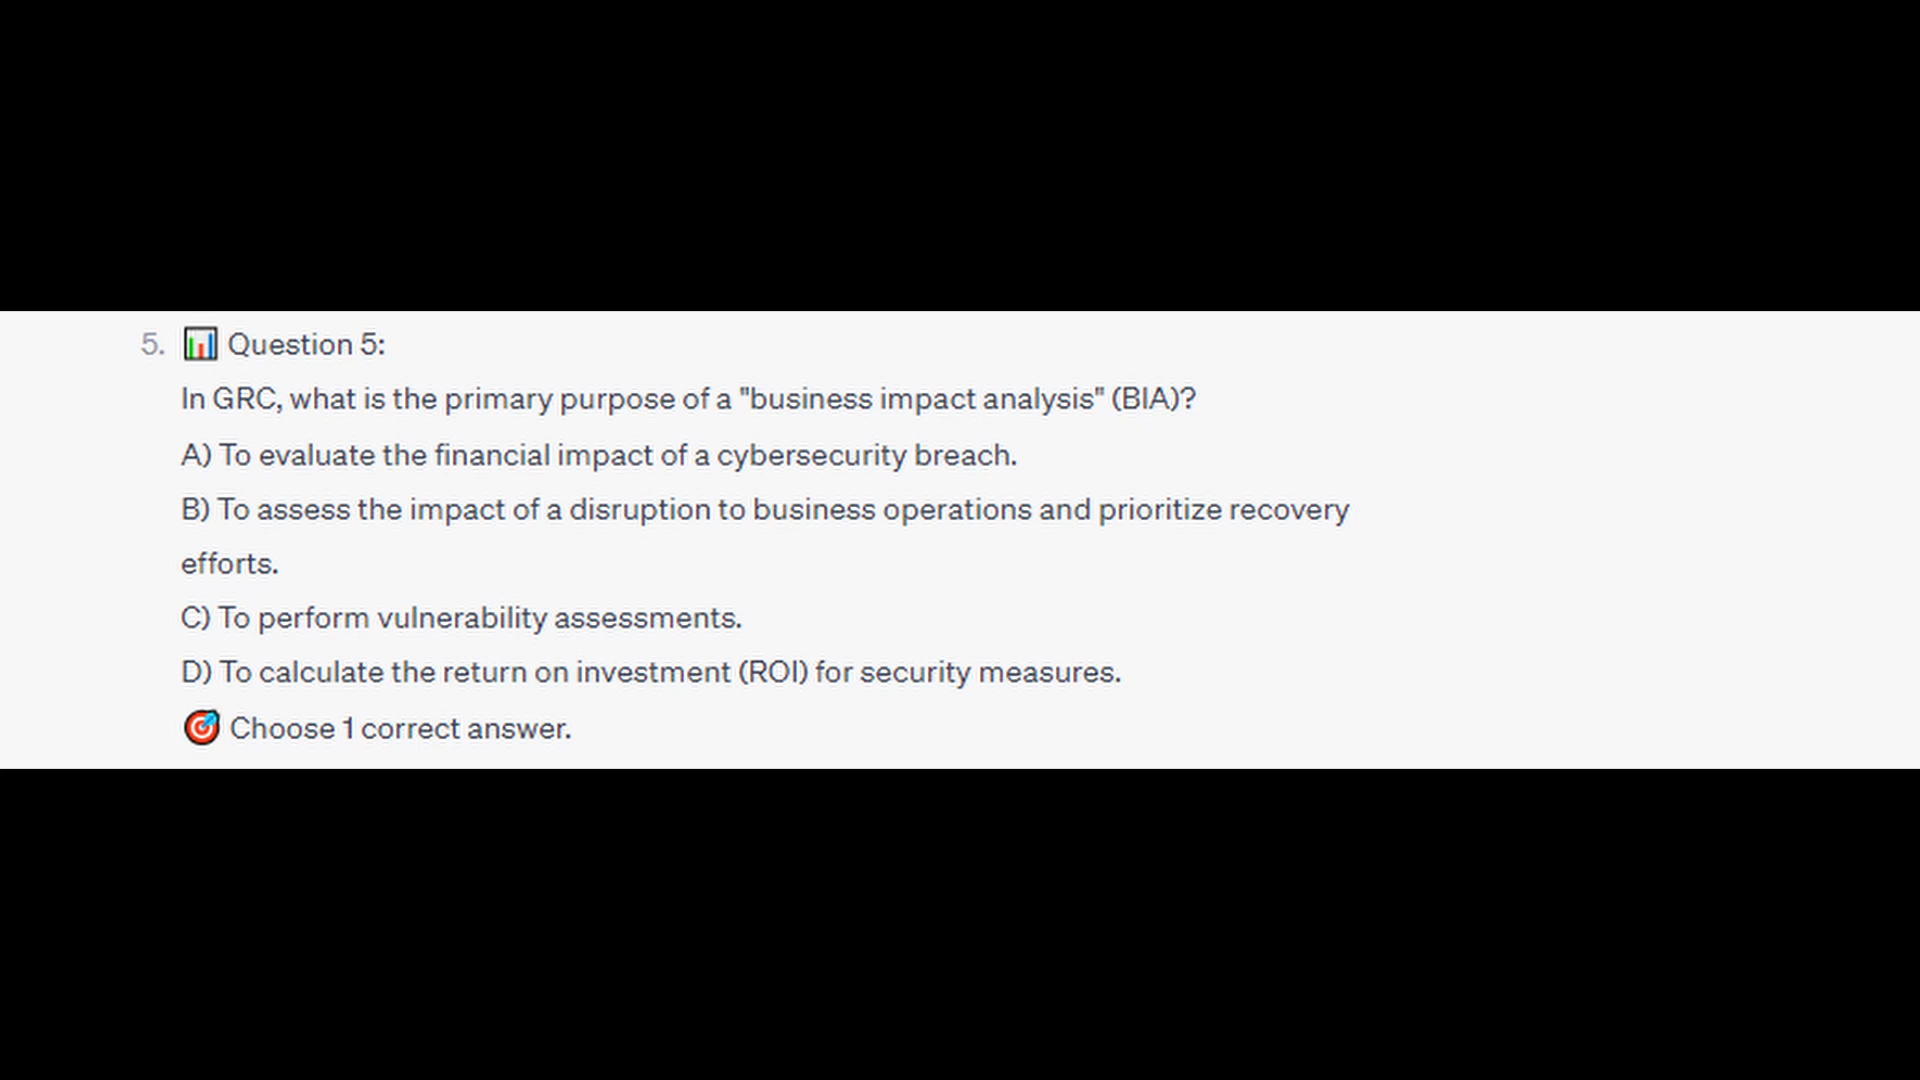 5. 📊 Question 5:
In GRC, what is the primary purpose of a "business impact analysis" (BIA)?
A) To evaluate the financial impact of a cybersecurity breach.
B) To assess the impact of a disruption to business operations and prioritize recovery
efforts.
C) To perform vulnerability assessments.
D) To calculate the return on investment (ROI) for security measures.
🎯 Choose 1 correct answer.